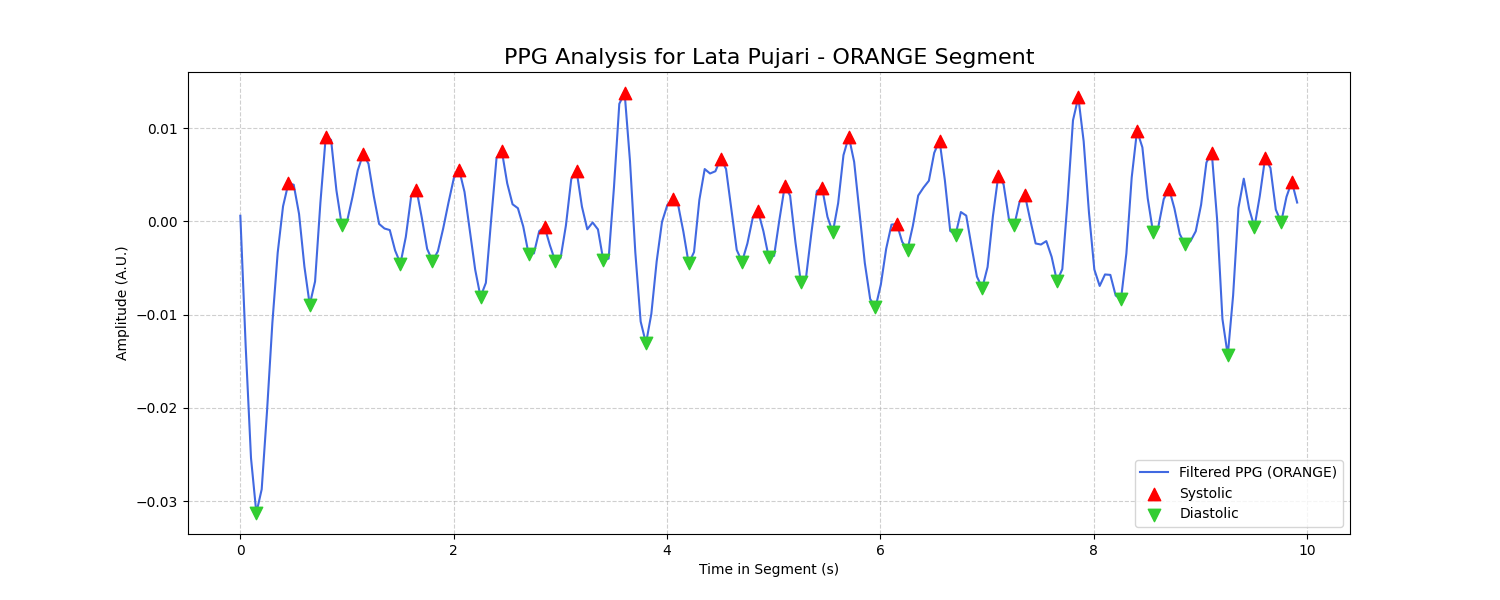 PPG Analysis for Lata Pujari - ORANGE Segment
Amplitude (A.U.)
0.01
0.00
−0.01
−0.02
−0.03
Filtered PPG (ORANGE)
Systolic
Diastolic
0 2 4 6 8 10
Time in Segment (s)